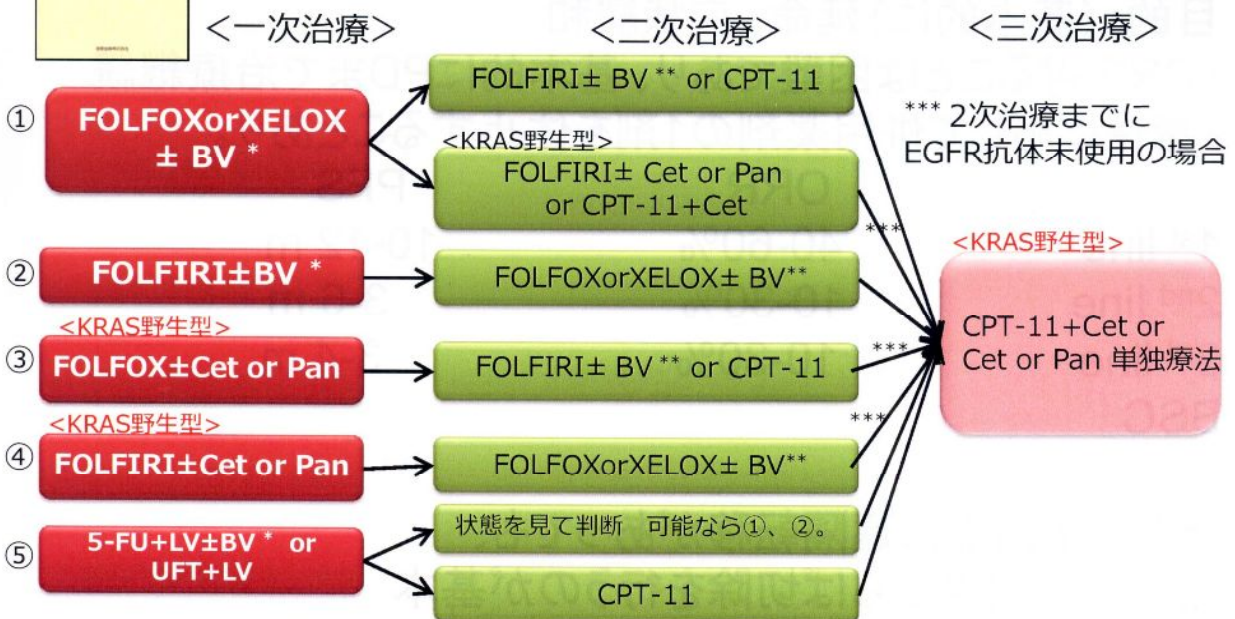 <一次治療>
<二次治療>
<三次治療>
①
FOLFOXorXELOX
± BV *
FOLFIRI± BV ** or CPT-11
<KRAS野生型>
FOLFIRI± Cet or Pan
or CPT-11+Cet
*** 2次治療までに
EGFR抗体未使用の場合
***
②
FOLFIRI±BV *
FOLFOXorXELOX± BV**
<KRAS野生型>
CPT-11+Cet or
Cet or Pan 単独療法
<KRAS野生型>
③
FOLFOX±Cet or Pan
FOLFIRI± BV ** or CPT-11
***
<KRAS野生型>
④
FOLFIRI±Cet or Pan
FOLFOXorXELOX± BV**
***
⑤
5-FU+LV±BV * or
UFT+LV
状態を見て判断 可能なら①、②。
CPT-11